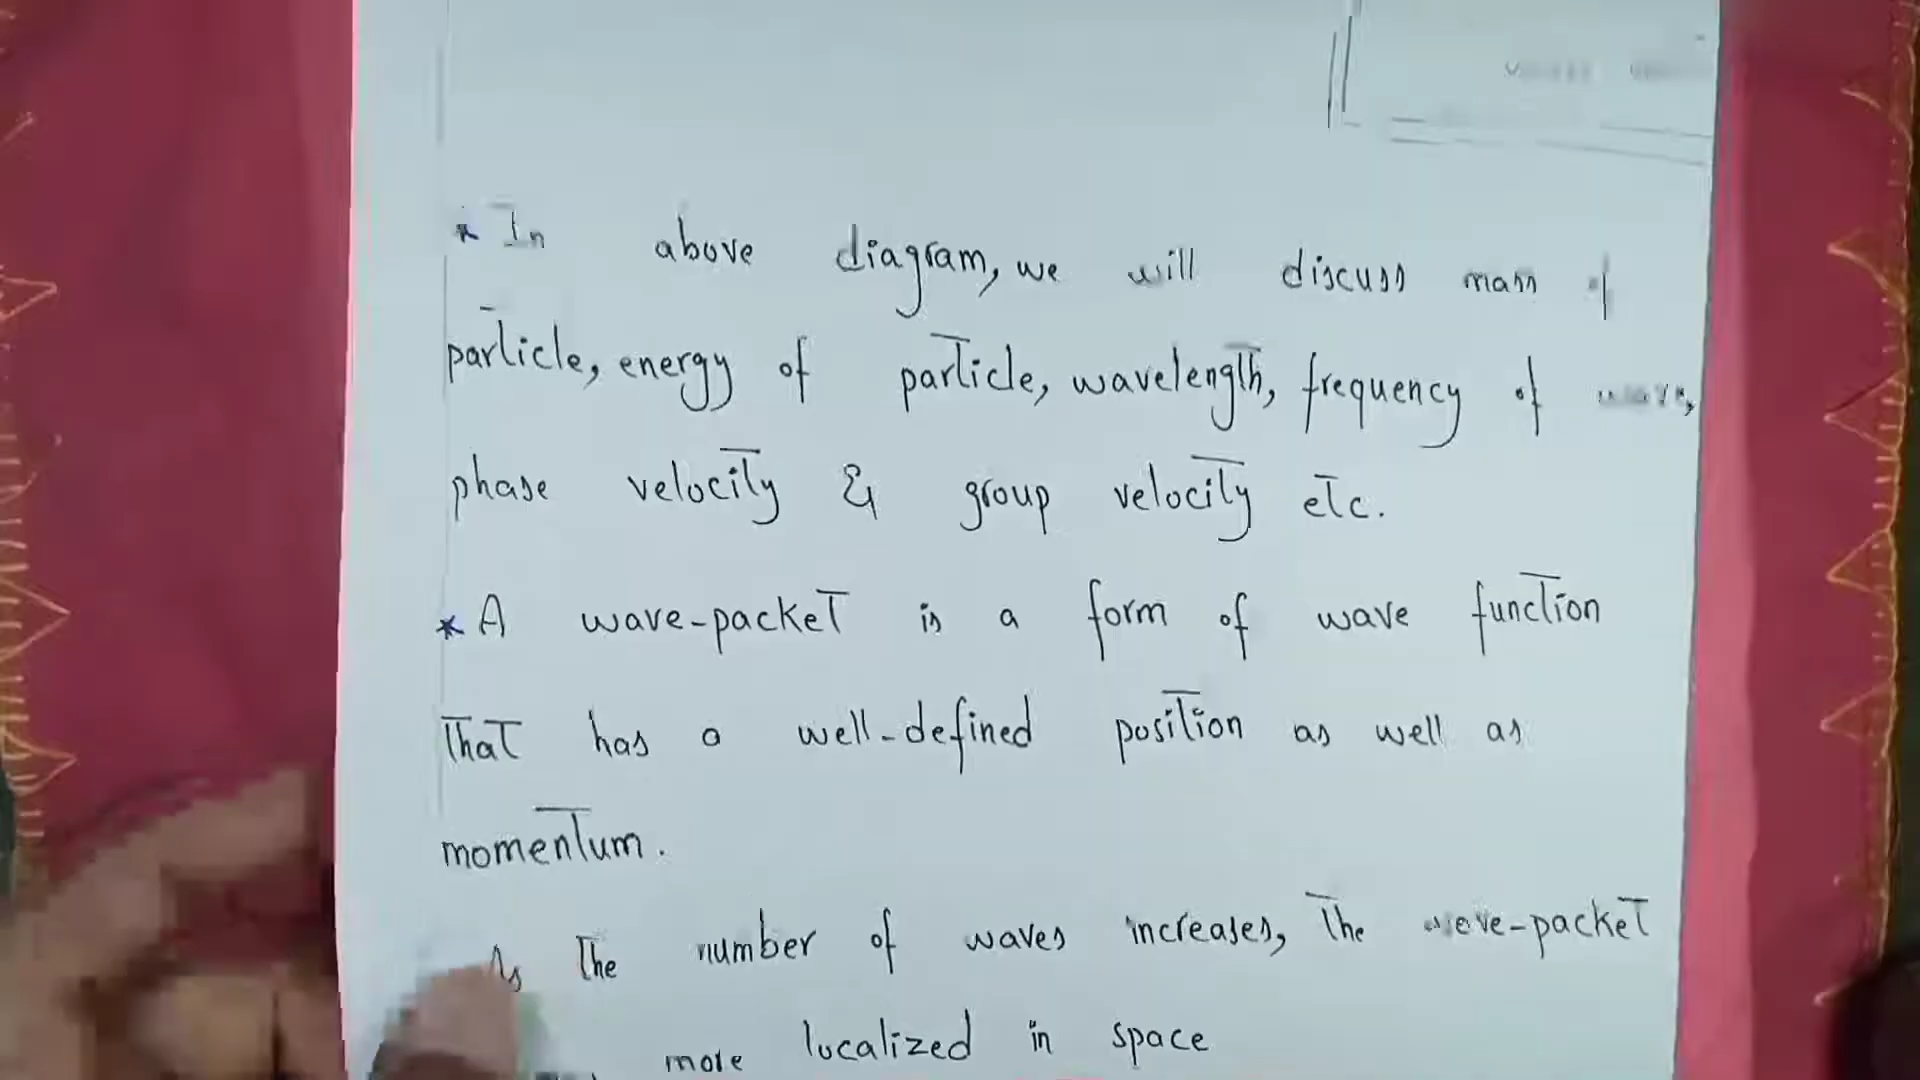 * In above diagram, we will discuss mass of
particle, energy of particle, wavelength, frequency of wave,
phase velocity & group velocity etc.
* A wave-packet is a form of wave function
that has a well-defined position as well as
momentum.
As the number of waves increases, the wave-packet
more localized in space